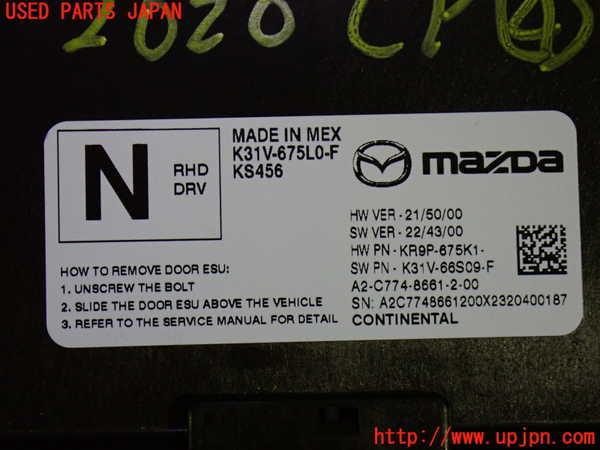 USED PARTS JAPAN
N
RHD
DRV
MADE IN MEX
K31V-675L0-F
KS456
mazda
HW VER - 21/50/00
SW VER - 22/43/00
HW PN - KR9P-675K1-
SW PN - K31V-66S09-F
A2-C774-8661-2-00
SN: A2C7748661200X2320400187
CONTINENTAL
HOW TO REMOVE DOOR ESU:
1. UNSCREW THE BOLT
2. SLIDE THE DOOR ESU ABOVE THE VEHICLE
3. REFER TO THE SERVICE MANUAL FOR DETAIL
http://www.upjpn.com/